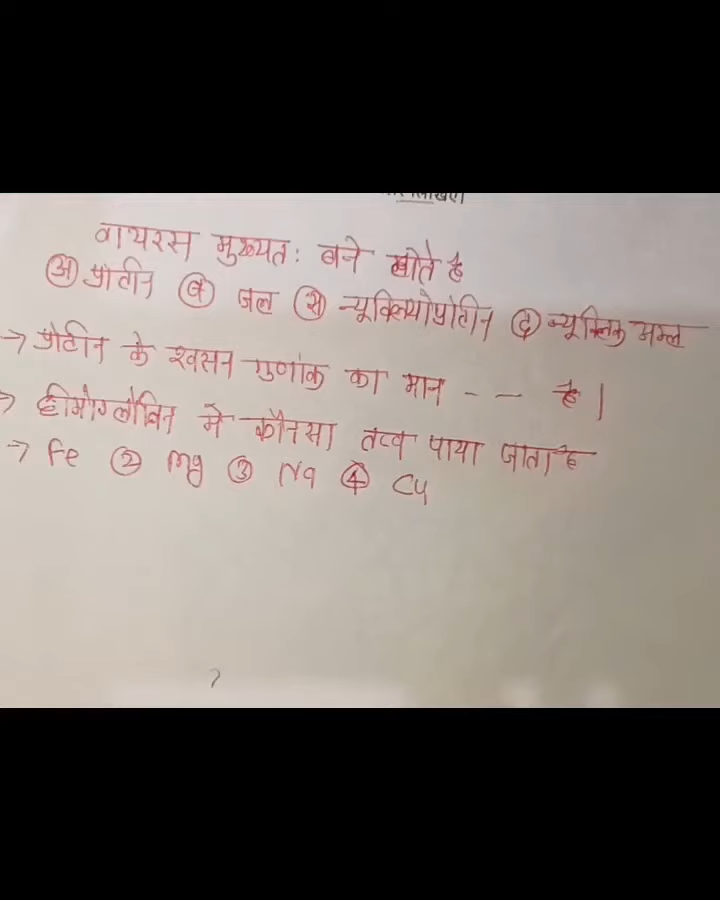 वायरस मुख्यतः बने होते है
अ प्रोटीन ब जल स न्यूक्लियोप्रोटीन द न्यूक्लिक अम्ल
→ प्रोटीन के श्वसन गुणांक का मान - - है।
→ हीमोग्लोबिन मे कौनसा तत्व पाया जाता है
→ Fe ② Mg ③ Na ④ Cu